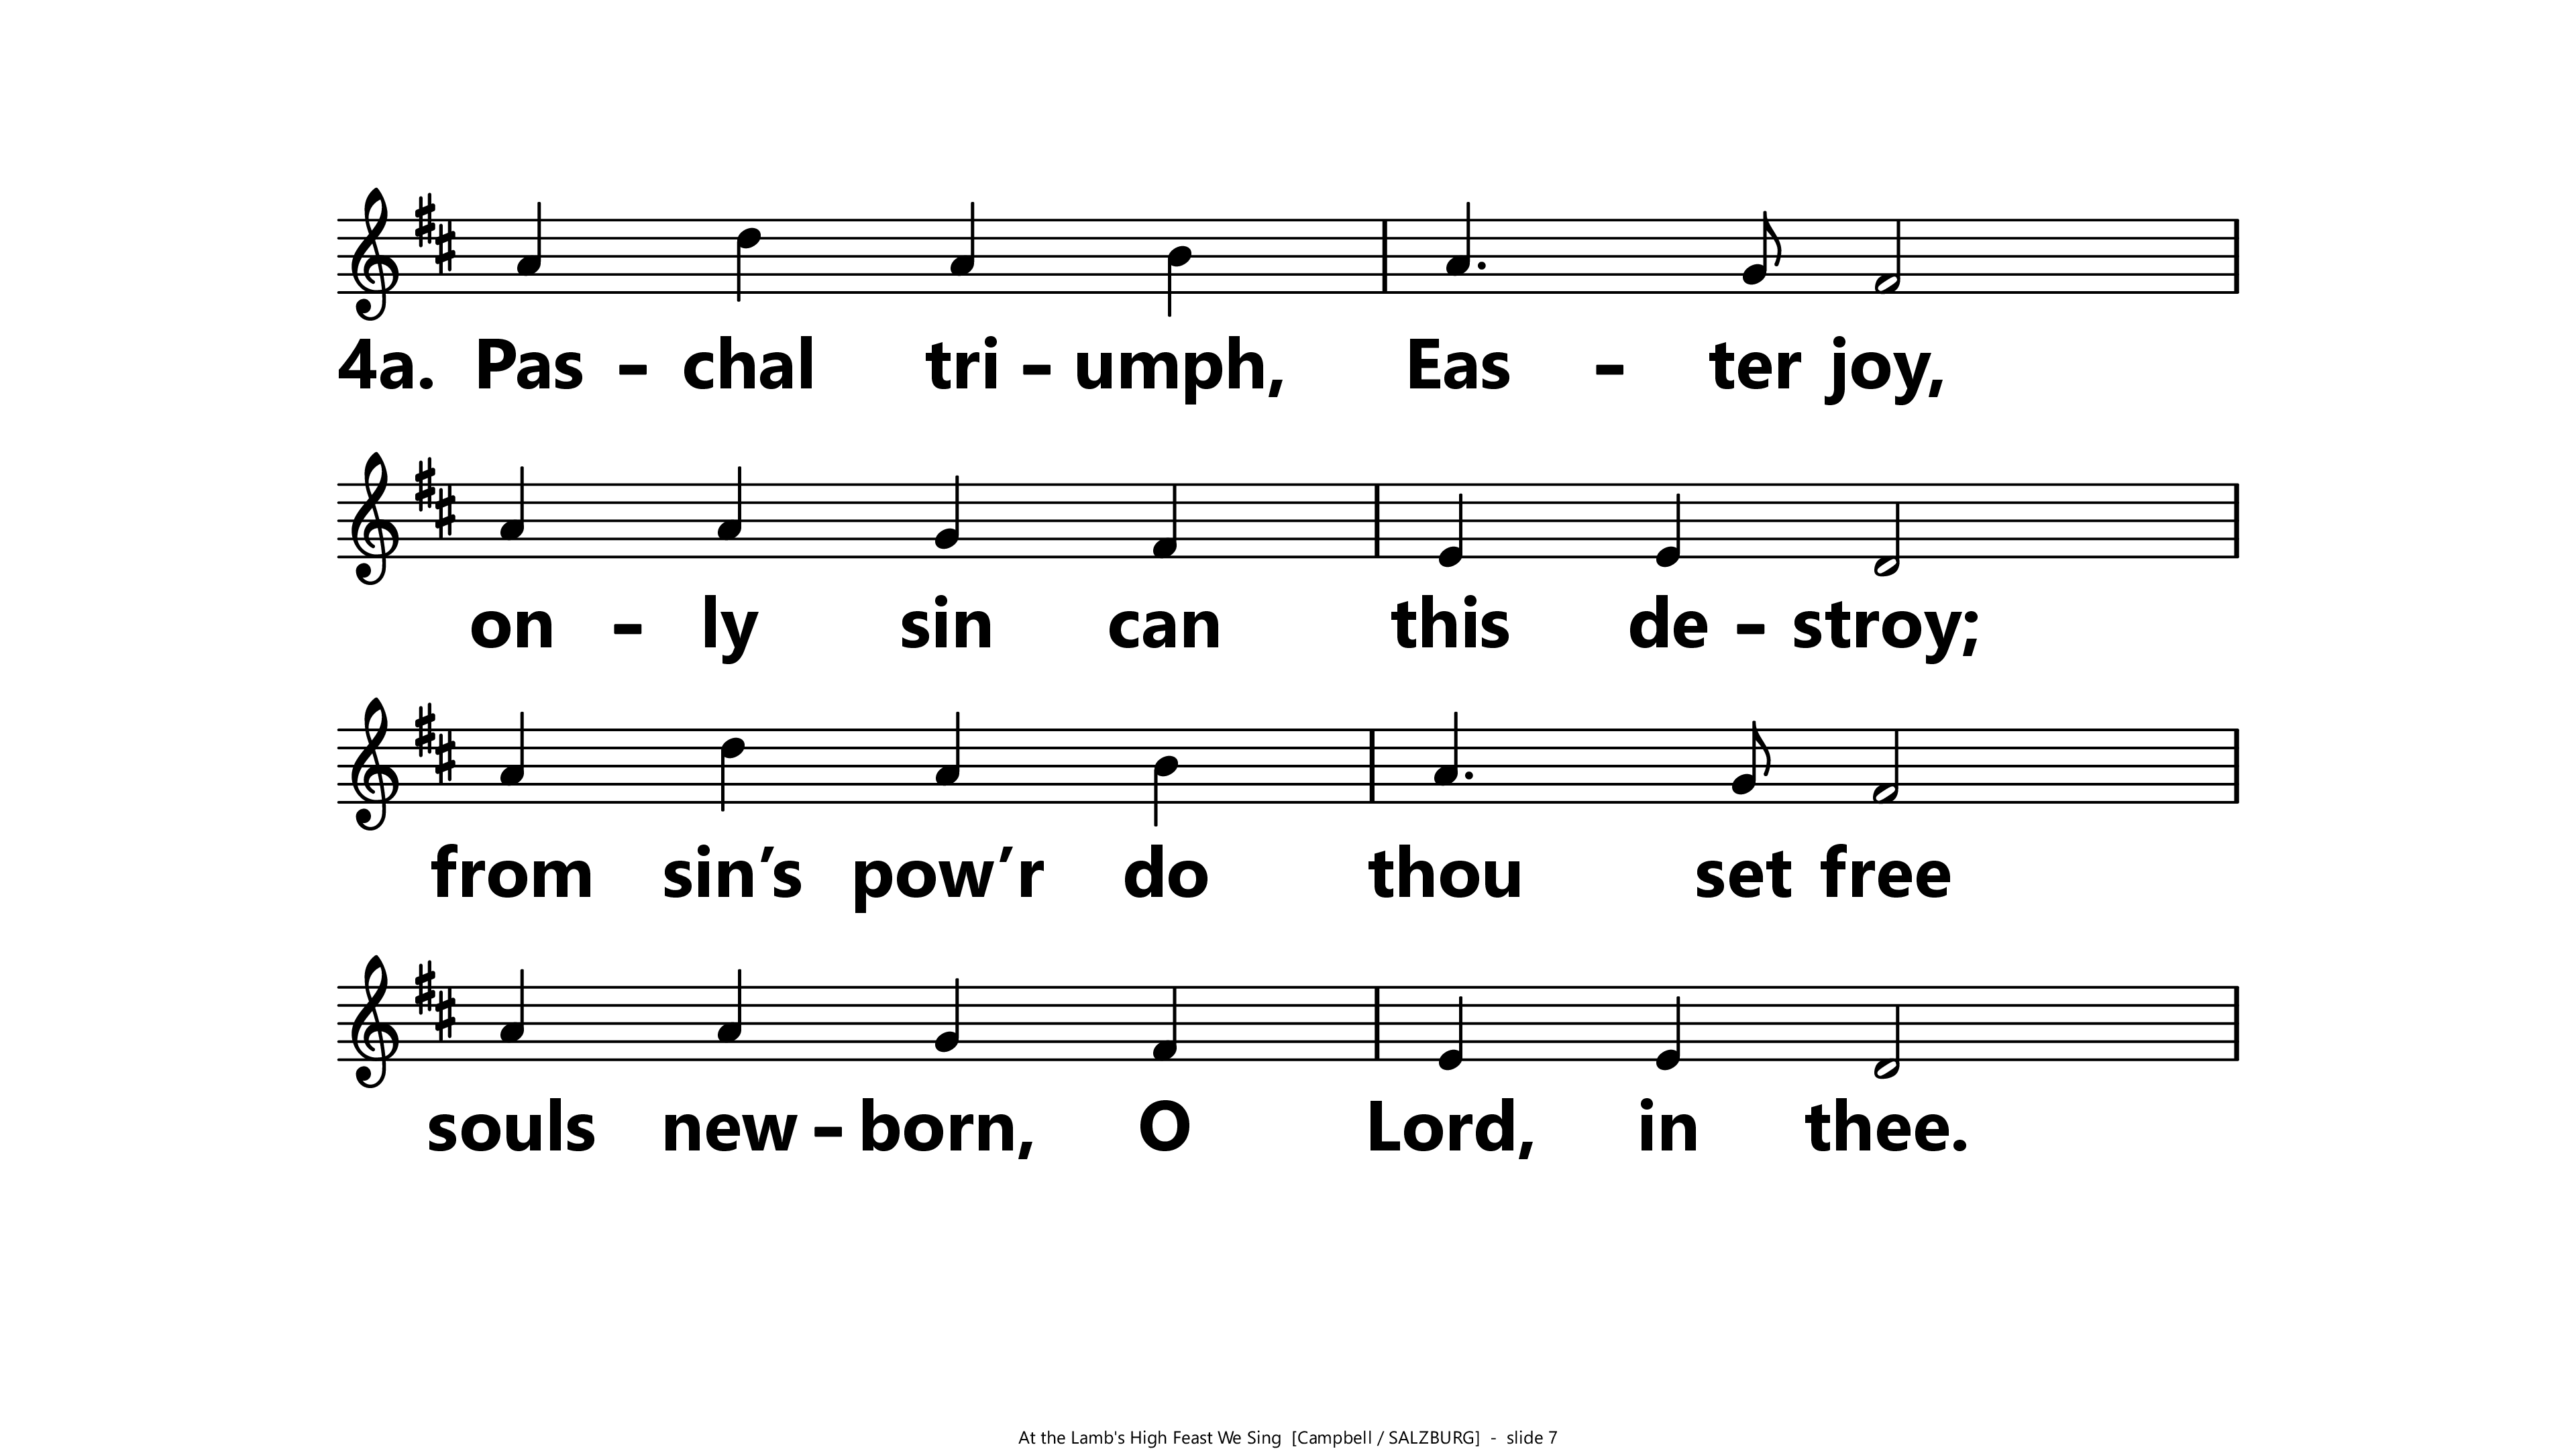 4a. Pas - chal tri - umph, Eas - ter joy,
on - ly sin can this de - stroy;
from sin’s pow’r do thou set free
souls new - born, O Lord, in thee.
At the Lamb's High Feast We Sing [Campbell / SALZBURG] - slide 7